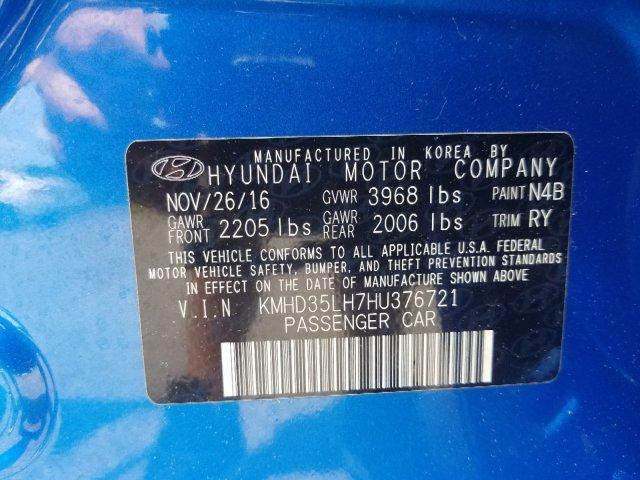 MANUFACTURED IN KOREA BY
HYUNDAI MOTOR COMPANY
NOV/26/16 GVWR 3968 lbs PAINT N4B
GAWR FRONT 2205 lbs GAWR REAR 2006 lbs TRIM RY
THIS VEHICLE CONFORMS TO ALL APPLICABLE U.S.A. FEDERAL
MOTOR VEHICLE SAFETY, BUMPER, AND THEFT PREVENTION STANDARDS
IN EFFECT ON THE DATE OF MANUFACTURE SHOWN ABOVE.
V.I.N KMHD35LH7HU376721
PASSENGER CAR